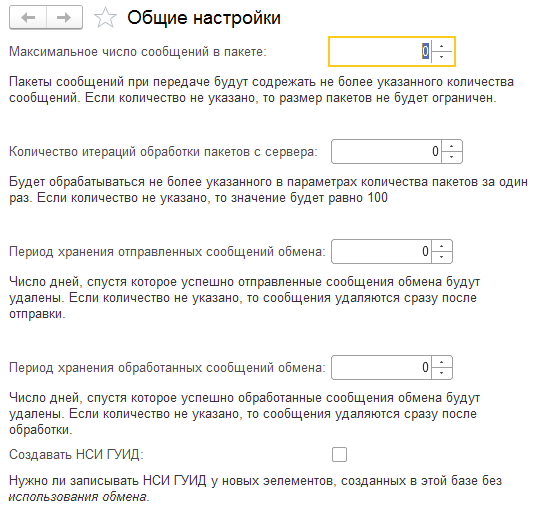 Общие настройки
Максимальное число сообщений в пакете: 0
Пакеты сообщений при передаче будут содрежать не более указанного количества
сообщений. Если количество не указано, то размер пакетов не будет ограничен.
Количество итераций обработки пакетов с сервера: 0
Будет обрабатываться не более указанного в параметрах количества пакетов за один
раз. Если количество не указано, то значение будет равно 100
Период хранения отправленных сообщений обмена: 0
Число дней, спустя которое успешно отправленные сообщения обмена будут
удалены. Если количество не указано, то сообщения удаляются сразу после
отправки.
Период хранения обработанных сообщений обмена: 0
Число дней, спустя которое успешно обработанные сообщения обмена будут
удалены. Если количество не указано, то сообщения удаляются сразу после
обработки.
Создавать НСИ ГУИД:
Нужно ли записывать НСИ ГУИД у новых эелементов, созданных в этой базе без
использования обмена.